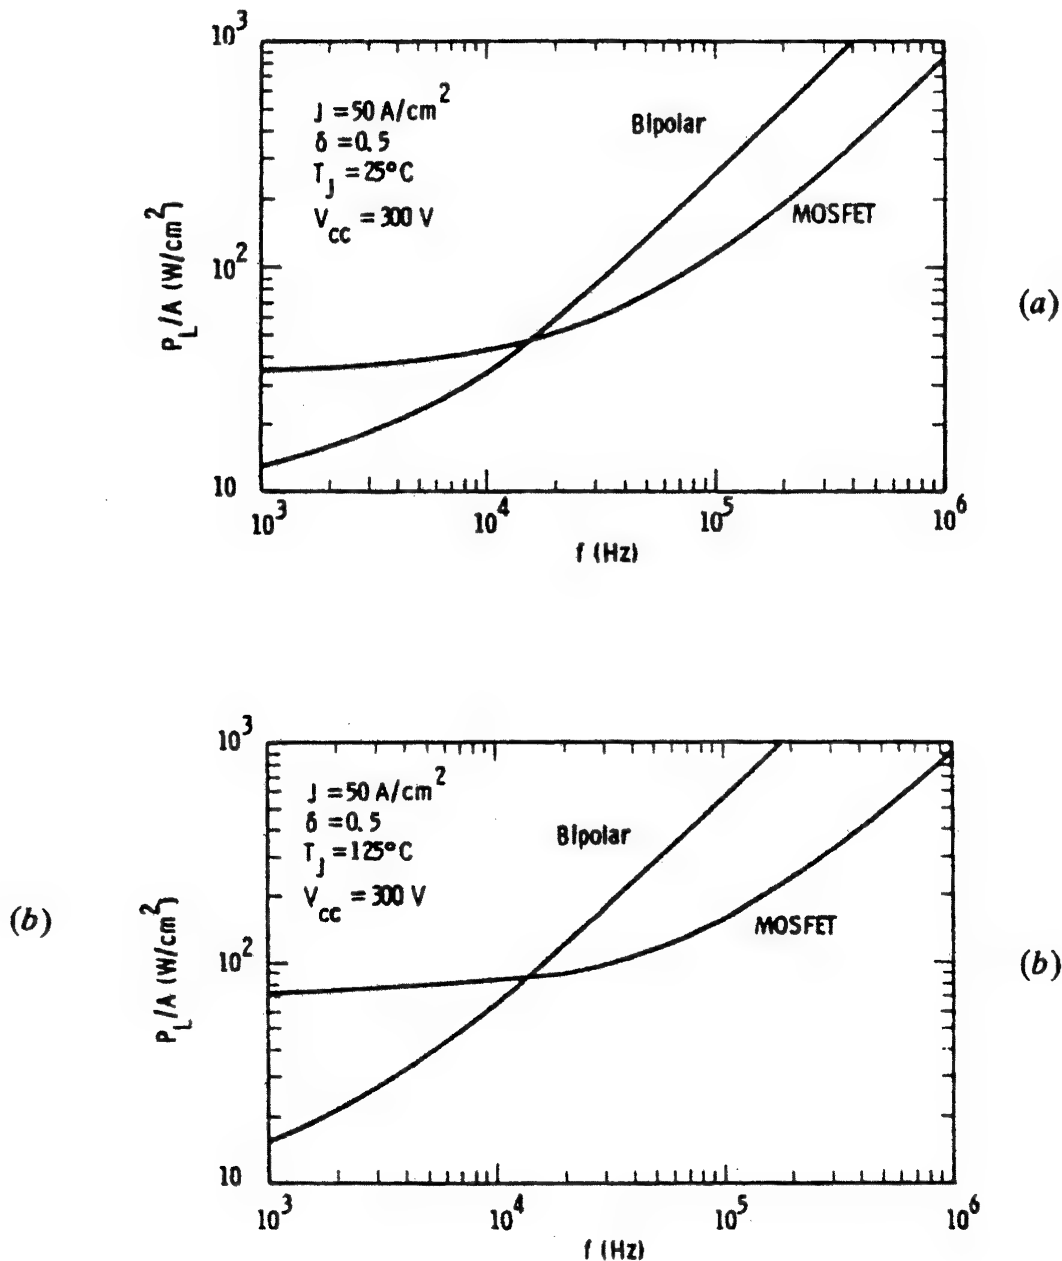 10³
J = 50 A/cm²
δ = 0.5
T_J = 25°C
V_cc = 300 V
Bipolar
MOSFET
P_L/A (W/cm²)
10²
10
10³ 10⁴ 10⁵ 10⁶
f (Hz)
(a)
10³
J = 50 A/cm²
δ = 0.5
T_J = 125°C
V_cc = 300 V
Bipolar
MOSFET
P_L/A (W/cm²)
10²
10
10³ 10⁴ 10⁵ 10⁶
f (Hz)
(b)
(b)